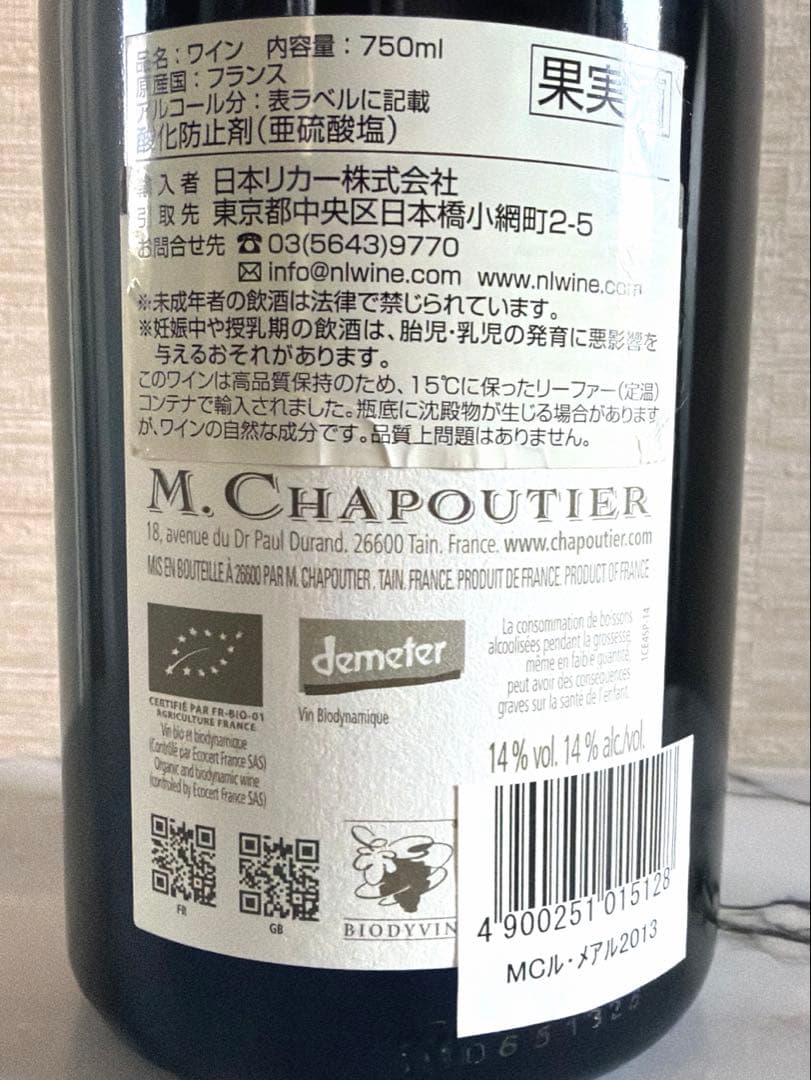 品名：ワイン 内容量：750ml
果実酒
原産国：フランス
アルコール分：表ラベルに記載
酸化防止剤(亜硫酸塩)
輸入者 日本リカー株式会社
引取先 東京都中央区日本橋小網町2-5
お問合せ先 ☎03(5643)9770
✉info@nlwine.com www.nlwine.com
※未成年者の飲酒は法律で禁じられています。
※妊娠中や授乳期の飲酒は、胎児・乳児の発育に悪影響を
与えるおそれがあります。
このワインは高品質保持のため、15℃に保ったリーファー(定温)
コンテナで輸入されました。瓶底に沈殿物が生じる場合があります
が、ワインの自然な成分です。品質上問題はありません。
M. CHAPOUTIER
18, avenue du Dr Paul Durand. 26600 Tain. France. www.chapoutier.com
MIS EN BOUTEILLE À 26600 PAR M. CHAPOUTIER. TAIN. FRANCE. PRODUIT DE FRANCE. PRODUCT OF FRANCE
CERTIFIÉ PAR FR-BIO-01
AGRICULTURE FRANCE
Vin bio et biodynamique
(Contrôlé par Ecocert France SAS)
Organic and biodynamic wine
(controled by Ecocert France SAS)
demeter
Vin Biodynamique
La consommation de boissons
alcoolisées pendant la grossesse,
même en faible quantité,
peut avoir des conséquences
graves sur la santé de l'enfant.
1CE4SP-14
14 % vol. 14 % alc./vol.
FR
GB
BIODYVIN
4 900251 015128
MCル・メアル2013